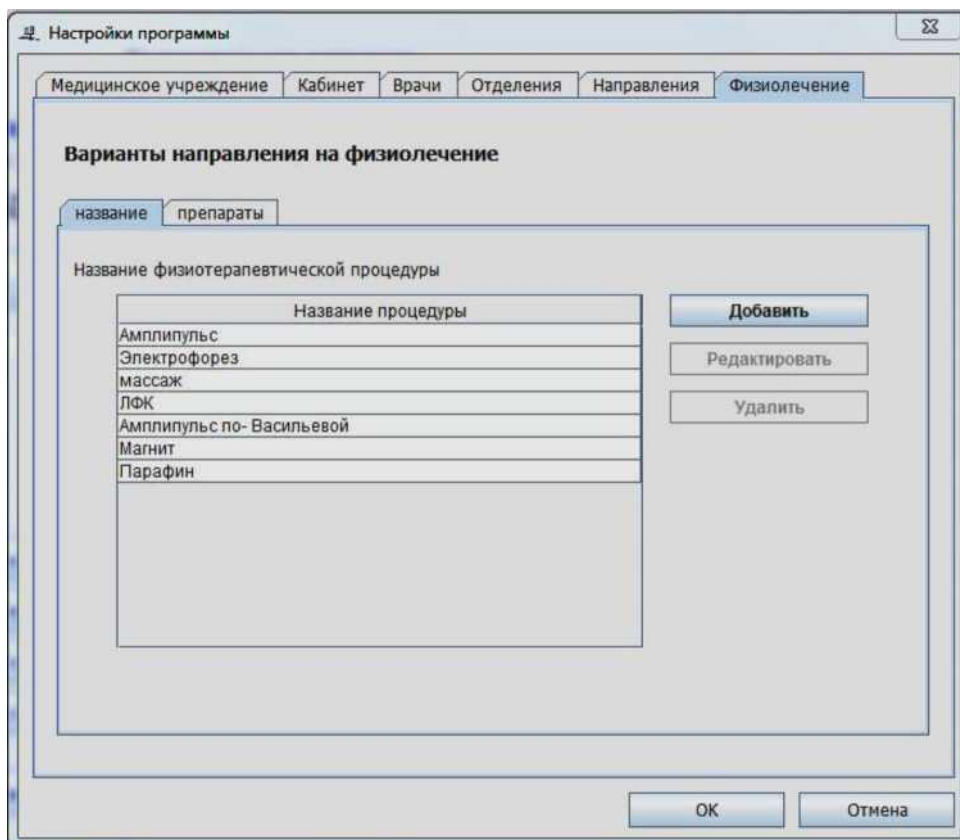 Настройки программы
Медицинское учреждение Кабинет Врачи Отделения Направления Физиолечение
Варианты направления на физиолечение
название препараты
Название физиотерапевтической процедуры
Название процедуры
Добавить
Амплипульс
Электрофорез
Редактировать
массаж
ЛФК
Удалить
Амплипульс по- Васильевой
Магнит
Парафин
OK Отмена